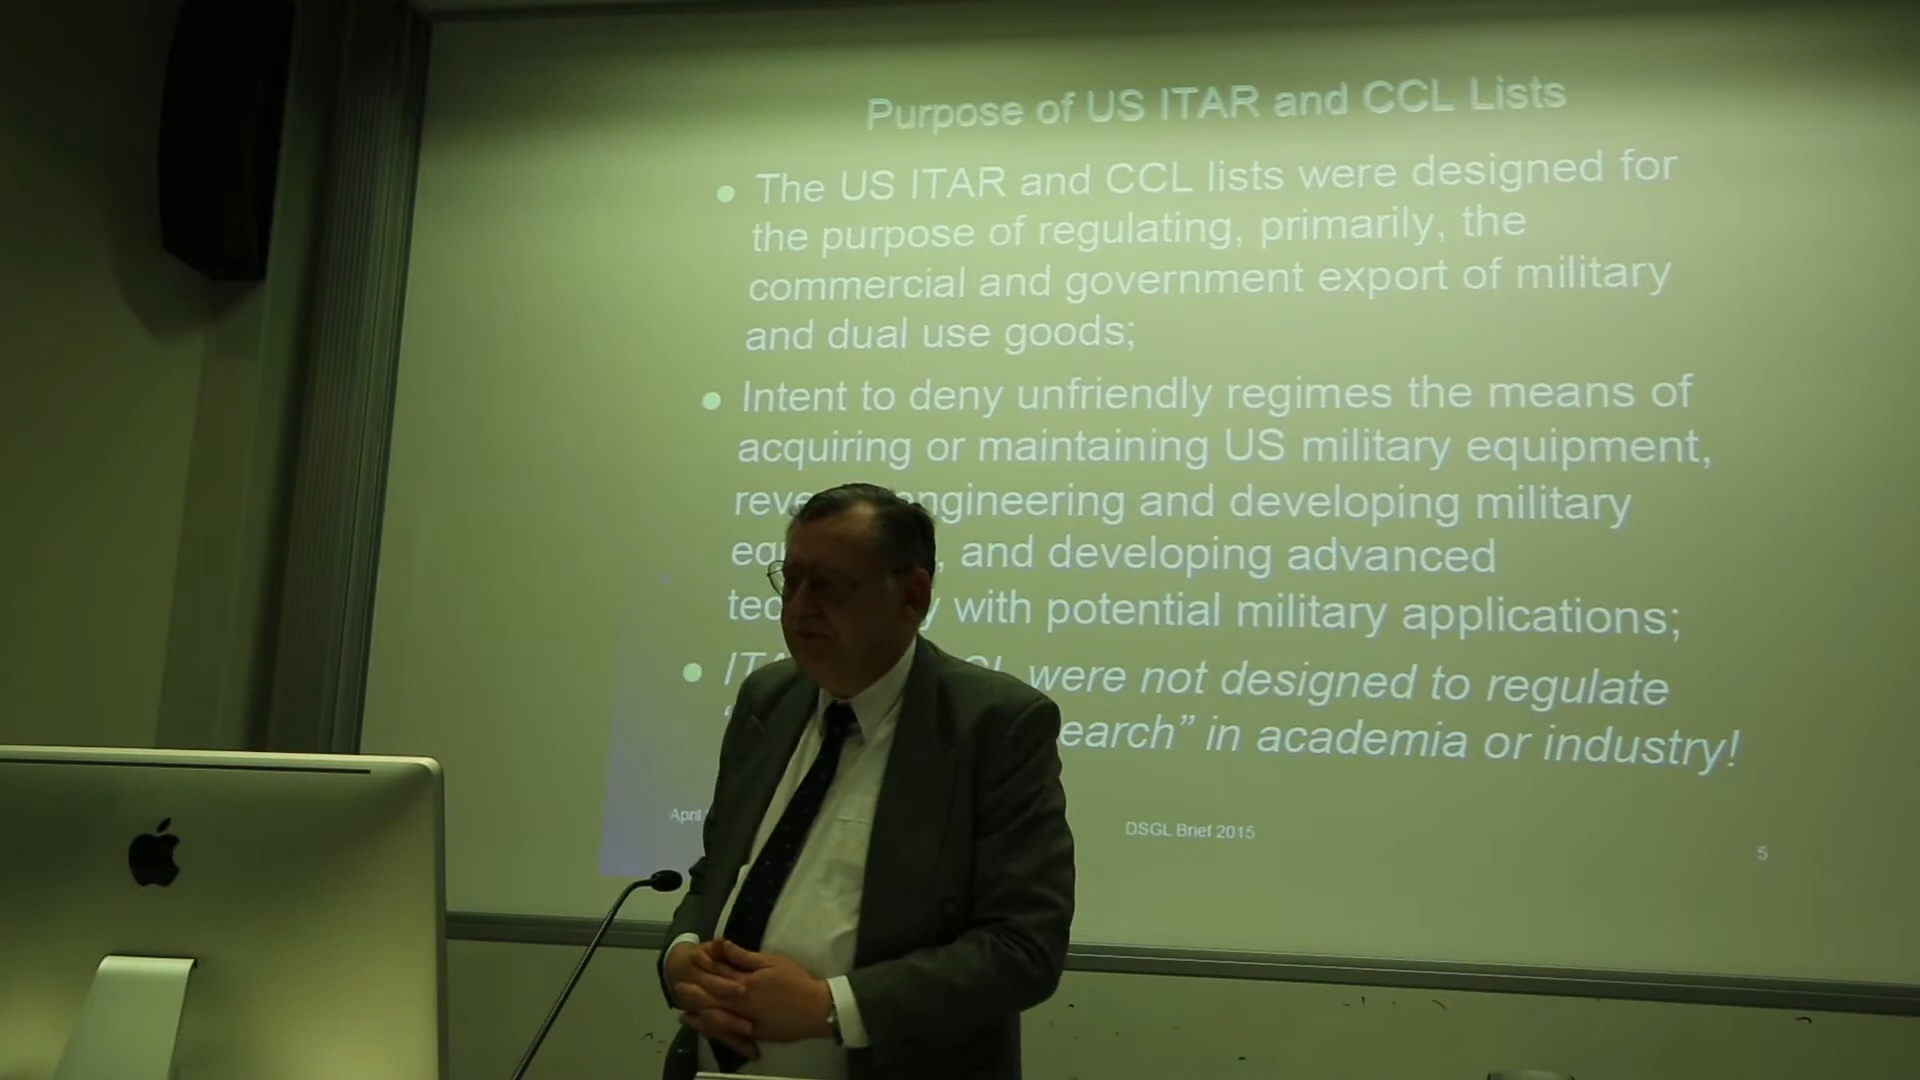 Purpose of US ITAR and CCL Lists
The US ITAR and CCL lists were designed for
the purpose of regulating, primarily, the
commercial and government export of military
and dual use goods;
Intent to deny unfriendly regimes the means of
acquiring or maintaining US military equipment,
engineering and developing military
, and developing advanced
with potential military applications;
were not designed to regulate
” in academia or industry!
April
DSGL Brief 2015
5